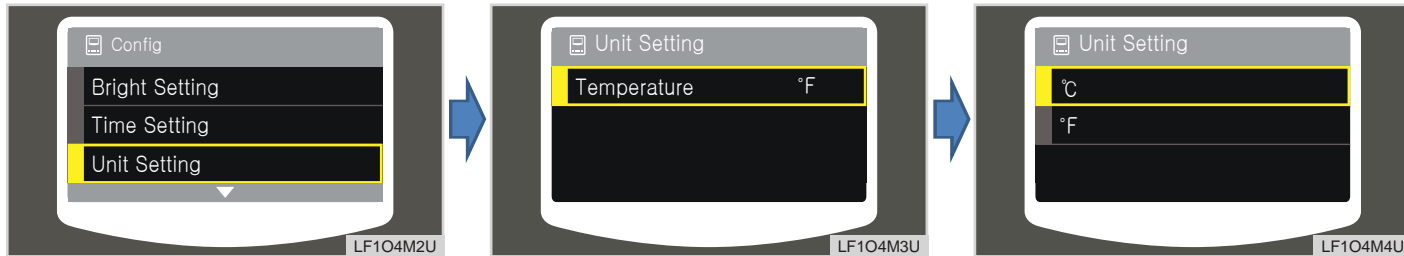 Config
Bright Setting
Time Setting
Unit Setting
LF1O4M2U
Unit Setting
Temperature °F
LF1O4M3U
Unit Setting
℃
°F
LF1O4M4U